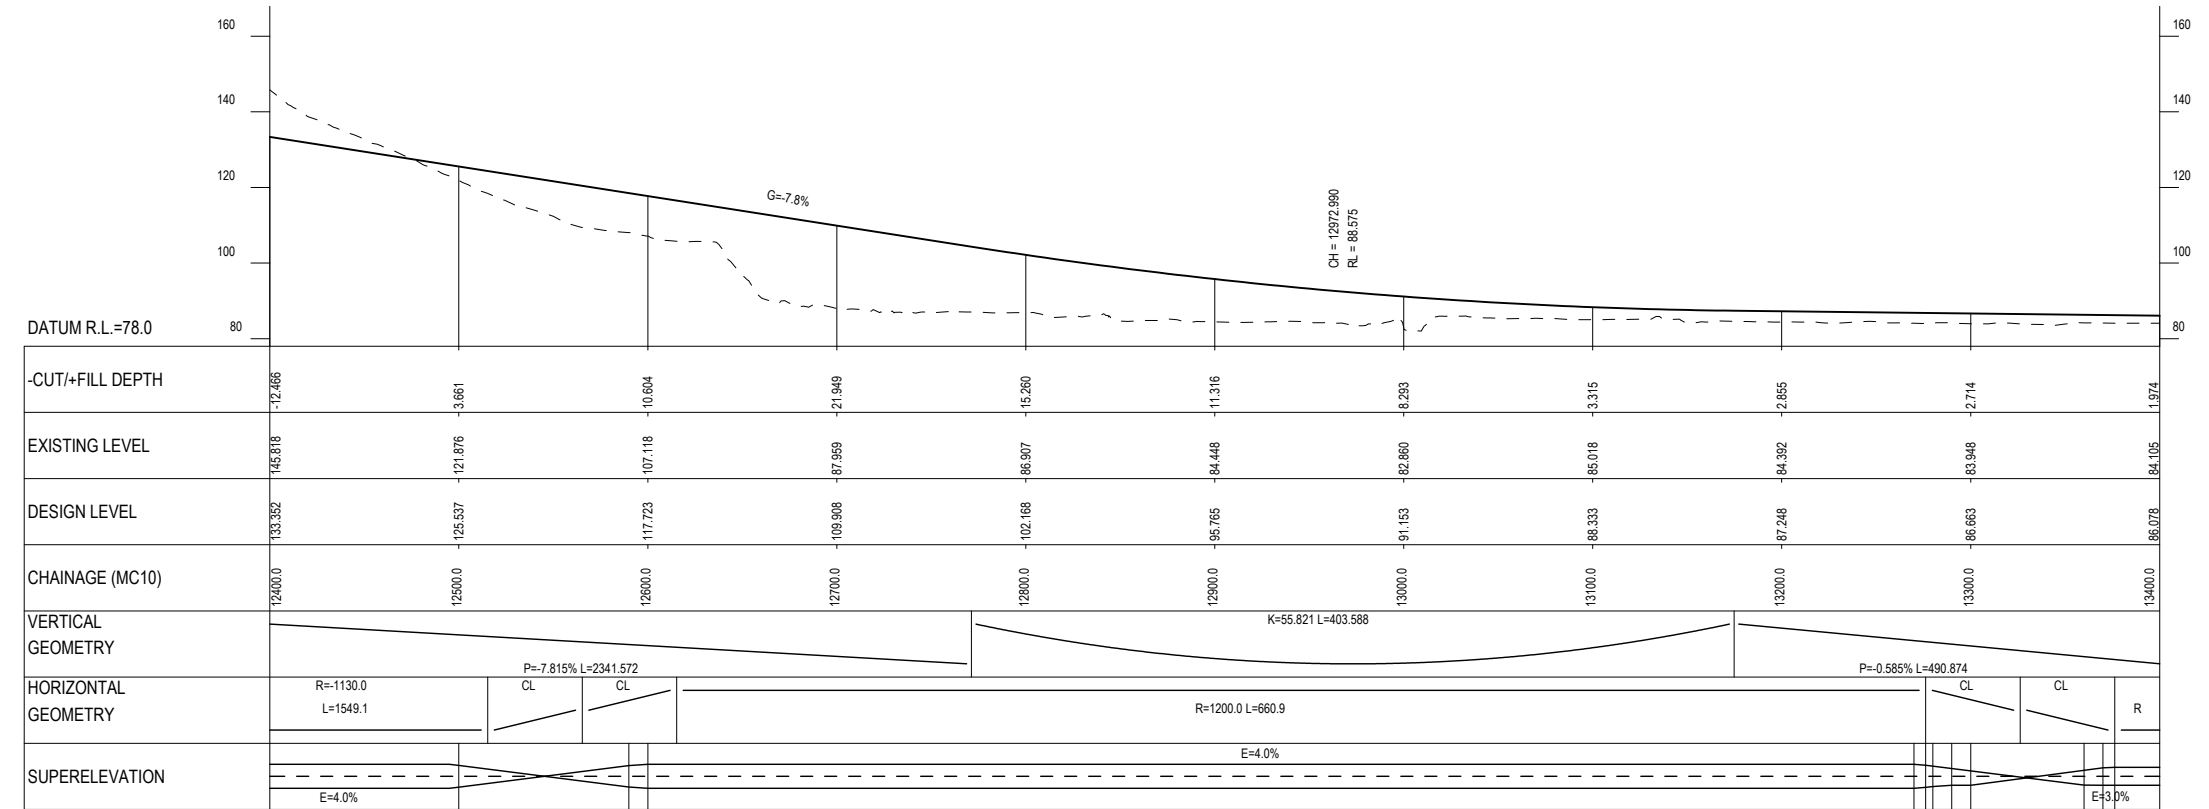 160
160
140
140
120
120
100
100
80
80
G=-7.8%
CH = 12972.990
RL = 88.575
DATUM R.L.=78.0
-CUT/+FILL DEPTH
-12.466
3.661
10.604
21.949
15.260
11.316
8.293
3.315
2.855
2.714
1.974
EXISTING LEVEL
145.818
121.876
107.118
87.959
86.907
84.448
82.860
85.018
84.392
83.948
84.105
DESIGN LEVEL
133.352
125.537
117.723
109.908
102.168
95.765
91.153
88.333
87.248
86.663
86.078
CHAINAGE (MC10)
12400.0
12500.0
12600.0
12700.0
12800.0
12900.0
13000.0
13100.0
13200.0
13300.0
13400.0
VERTICAL
GEOMETRY
P=-7.815% L=2341.572
K=55.821 L=403.588
P=-0.585% L=490.874
HORIZONTAL
GEOMETRY
R=-1130.0
L=1549.1
CL
CL
R=1200.0 L=660.9
CL
CL
R
SUPERELEVATION
E=4.0%
E=4.0%
E=3.0%